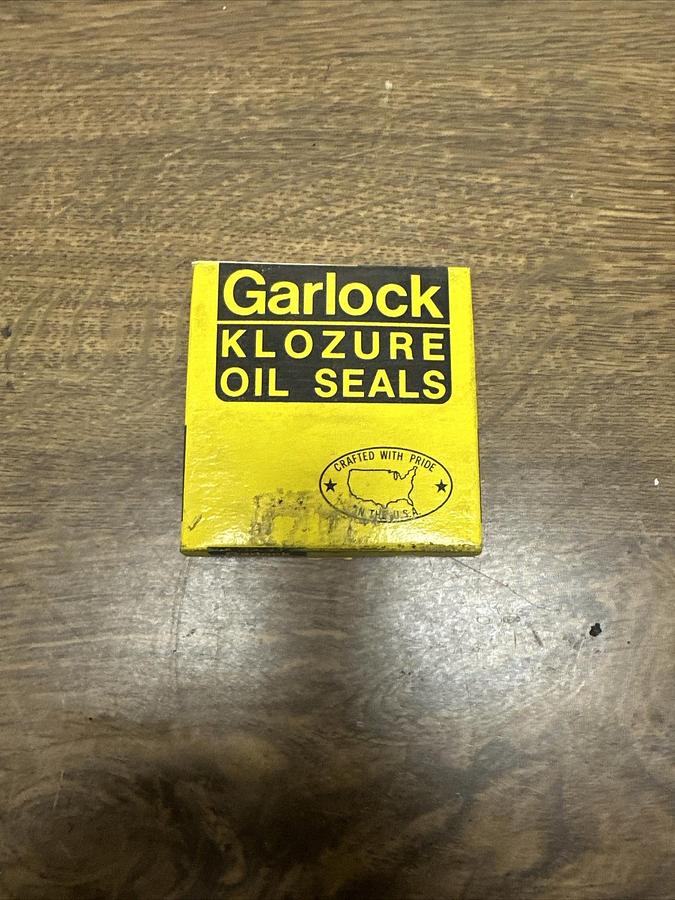 Garlock
KLOZURE
OIL SEALS
CRAFTED WITH PRIDE
IN THE U.S.A.